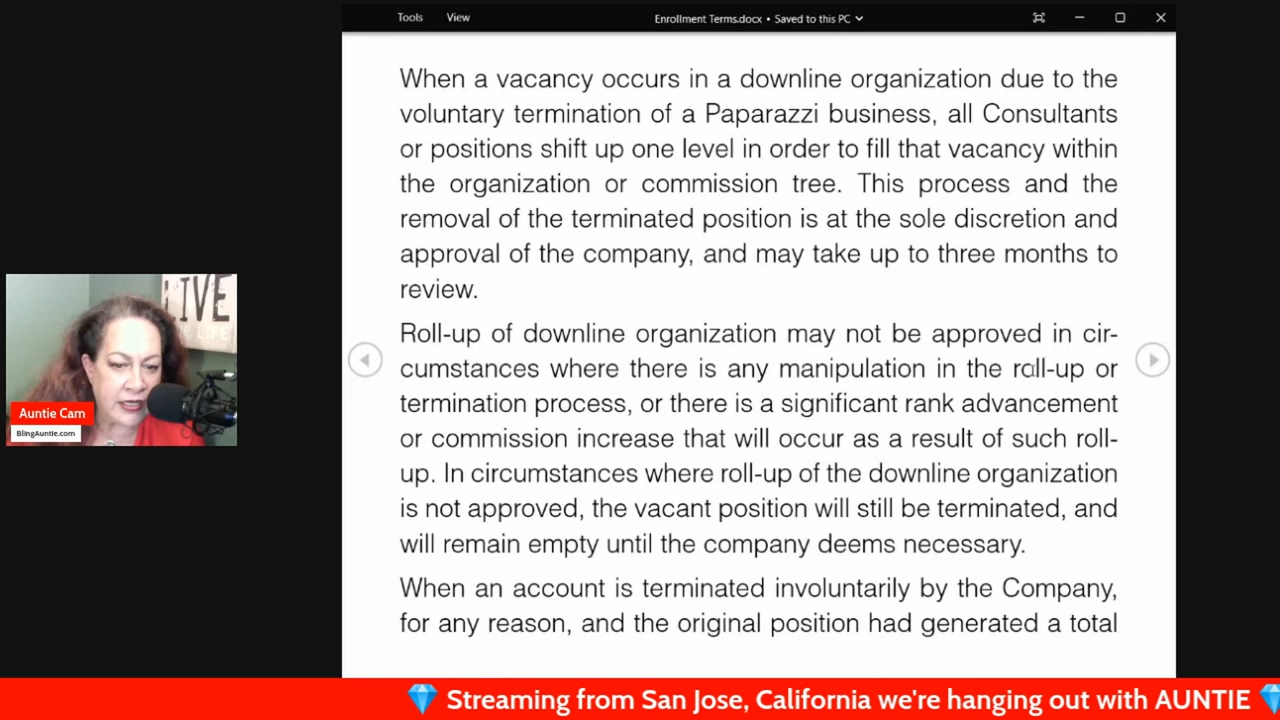 Tools View Enrollment Terms.docx • Saved to this PC
When a vacancy occurs in a downline organization due to the
voluntary termination of a Paparazzi business, all Consultants
or positions shift up one level in order to fill that vacancy within
the organization or commission tree. This process and the
removal of the terminated position is at the sole discretion and
approval of the company, and may take up to three months to
review.
Roll-up of downline organization may not be approved in cir-
cumstances where there is any manipulation in the roll-up or
termination process, or there is a significant rank advancement
or commission increase that will occur as a result of such roll-
up. In circumstances where roll-up of the downline organization
is not approved, the vacant position will still be terminated, and
will remain empty until the company deems necessary.
When an account is terminated involuntarily by the Company,
for any reason, and the original position had generated a total
LIVE
LIFE
Auntie Cam
BlingAuntie.com
💎 Streaming from San Jose, California we're hanging out with AUNTIE 💎